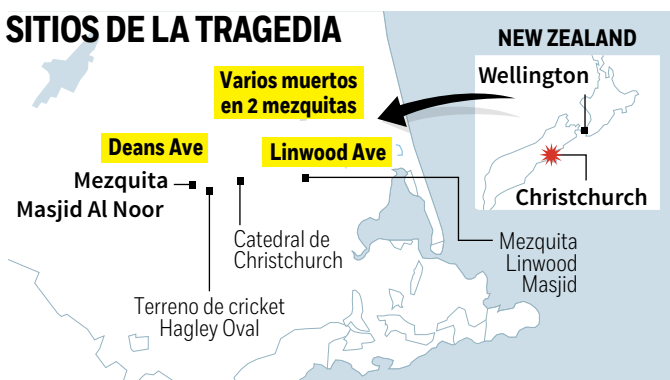 SITIOS DE LA TRAGEDIA
NEW ZEALAND
Wellington
Christchurch
Varios muertos
en 2 mezquitas
Deans Ave
Linwood Ave
Mezquita
Masjid Al Noor
Catedral de
Christchurch
Mezquita
Linwood
Masjid
Terreno de cricket
Hagley Oval